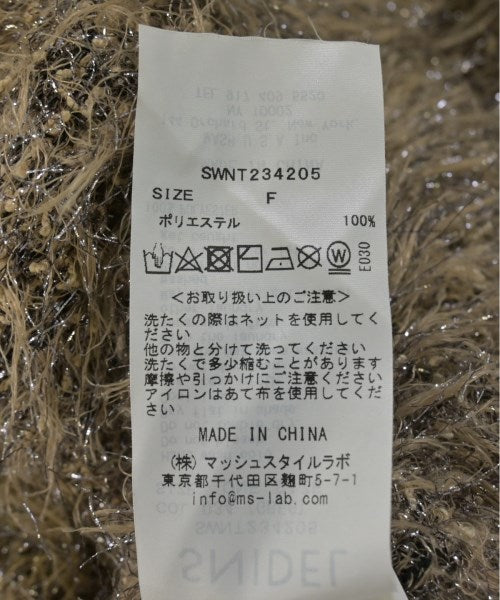 SWNT234205
SIZE F
ポリエステル 100%
W
E030
<お取り扱い上のご注意>
洗たくの際はネットを使用してく
ださい
他の物と分けて洗ってください
洗たくで多少縮むことがあります
摩擦や引っかけにご注意ください
アイロンはあて布を使用してくだ
さい
MADE IN CHINA
(株)マッシュスタイルラボ
東京都千代田区麹町5-7-1
info@ms-lab.com
SWNT234205
SNIDEL